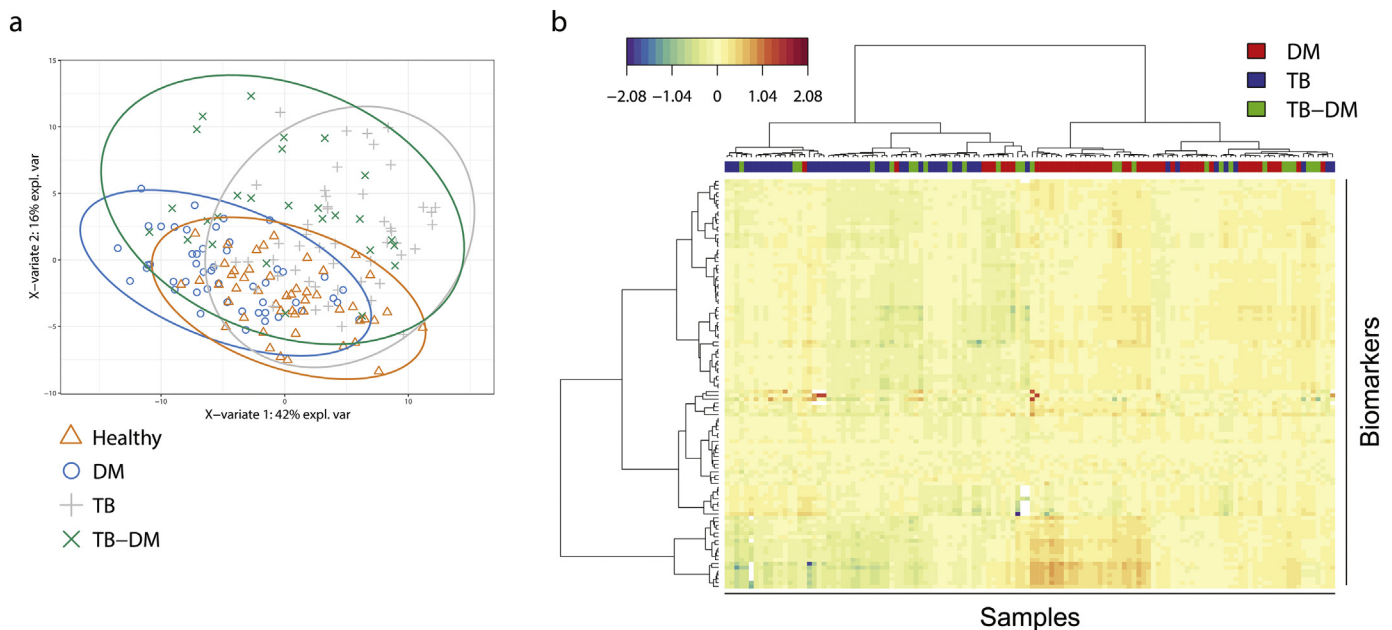 a
15
10
5
0
−5
−10
−10
0
10
X−variate 2: 16% expl. var
X−variate 1: 42% expl. var
Healthy
DM
TB
TB−DM
b
−2.08 −1.04 0 1.04 2.08
DM
TB
TB−DM
Biomarkers
Samples